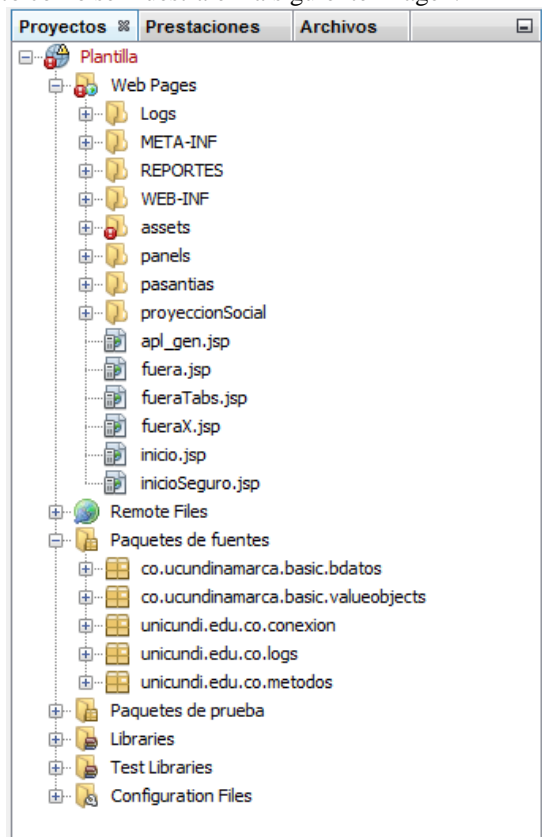 Proyectos Prestaciones Archivos
Plantilla
Web Pages
Logs
META-INF
REPORTES
WEB-INF
assets
panels
pasantias
proyeccionSocial
apl_gen.jsp
fuera.jsp
fueraTabs.jsp
fueraX.jsp
inicio.jsp
inicioSeguro.jsp
Remote Files
Paquetes de fuentes
co.ucundinamarca.basic.bdatos
co.ucundinamarca.basic.valueobjects
unicundi.edu.co.conexion
unicundi.edu.co.logs
unicundi.edu.co.metodos
Paquetes de prueba
Libraries
Test Libraries
Configuration Files